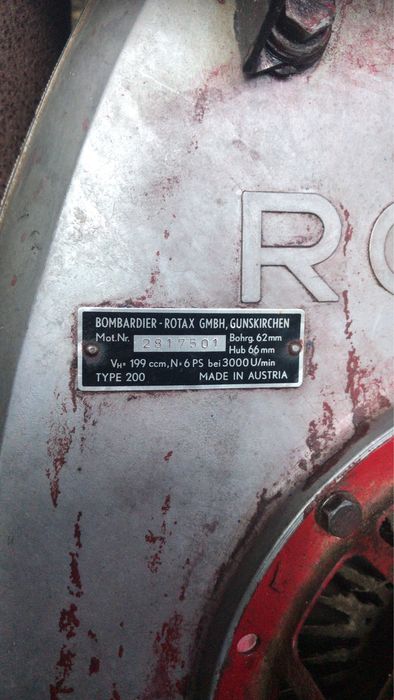 RO
BOMBARDIER-ROTAX GMBH, GUNSKIRCHEN
Mot.Nr. 2817501 Bohrg. 62mm
Hub 66mm
VH= 199 ccm, N=6 PS bei 3000 U/min
TYPE 200 MADE IN AUSTRIA